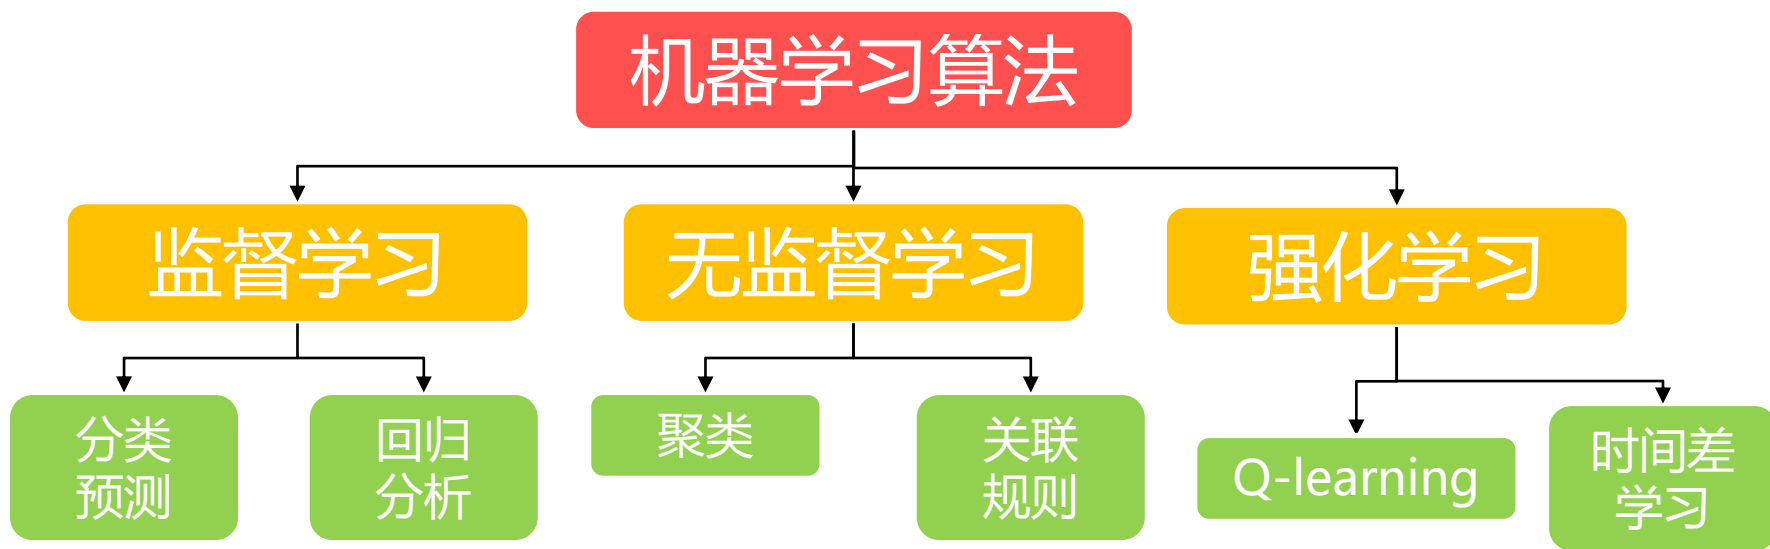 机器学习算法
监督学习
无监督学习
强化学习
分类
预测
回归
分析
聚类
关联
规则
Q-learning
时间差
学习